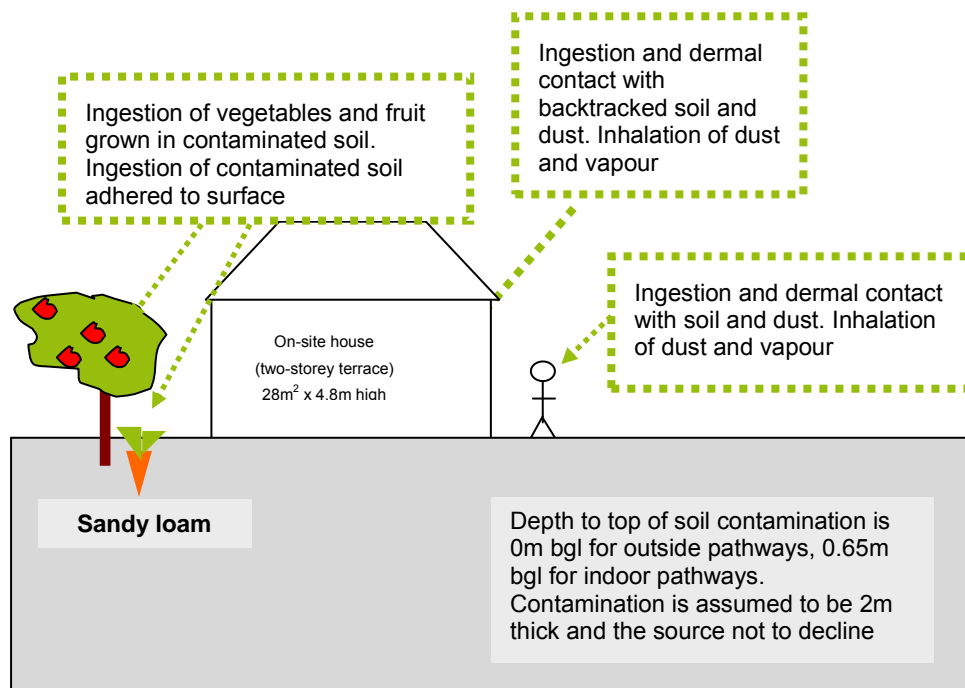 Ingestion of vegetables and fruit
grown in contaminated soil.
Ingestion of contaminated soil
adhered to surface
Ingestion and dermal
contact with
backtracked soil and
dust. Inhalation of dust
and vapour
Ingestion and dermal contact
with soil and dust. Inhalation
of dust and vapour
On-site house
(two-storey terrace)
28m² x 4.8m high
Sandy loam
Depth to top of soil contamination is
0m bgl for outside pathways, 0.65m
bgl for indoor pathways.
Contamination is assumed to be 2m
thick and the source not to decline